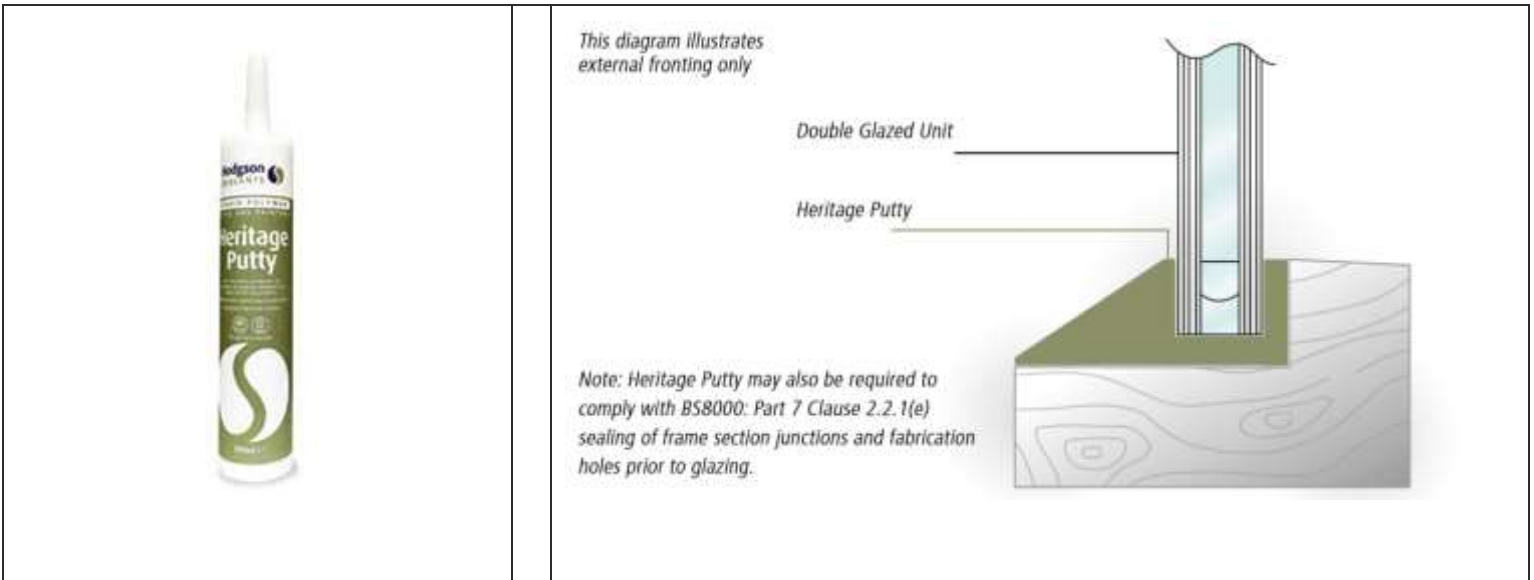 Heritage
Putty
This diagram illustrates
external fronting only
Double Glazed Unit
Heritage Putty
Note: Heritage Putty may also be required to
comply with BS8000: Part 7 Clause 2.2.1(e)
sealing of frame section junctions and fabrication
holes prior to glazing.